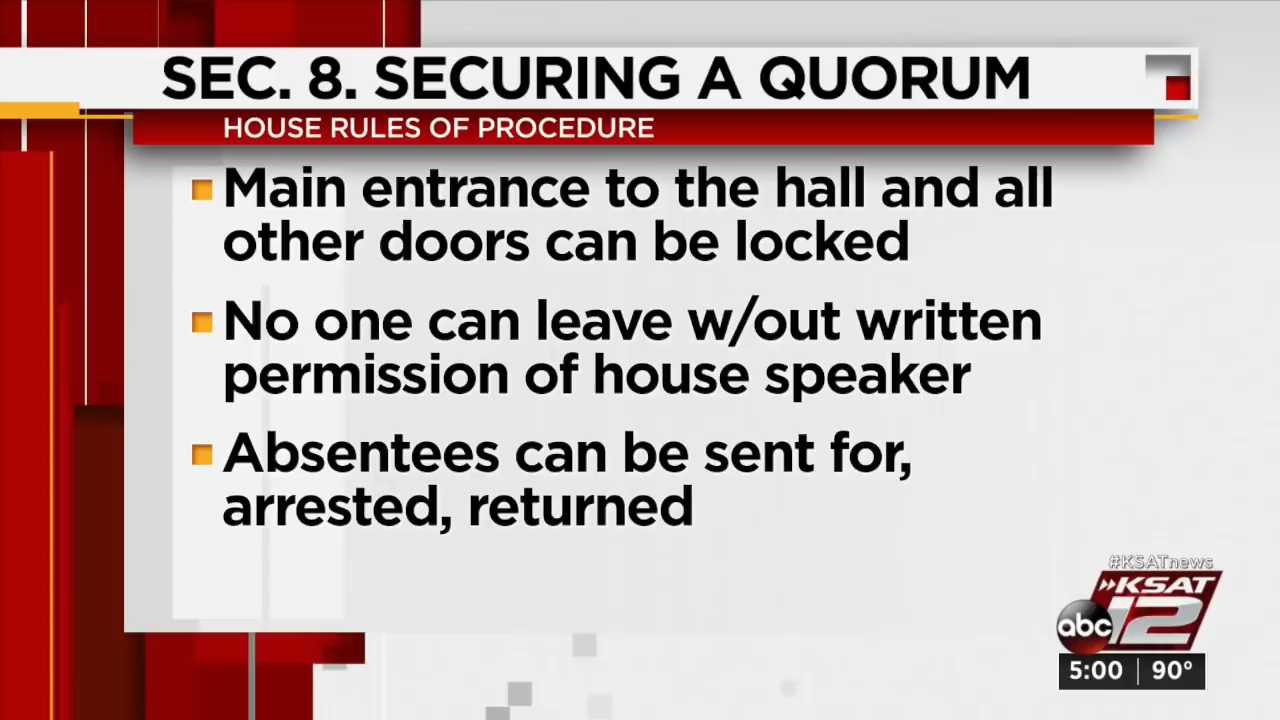 SEC. 8. SECURING A QUORUM
HOUSE RULES OF PROCEDURE
Main entrance to the hall and all
other doors can be locked
No one can leave w/out written
permission of house speaker
Absentees can be sent for,
arrested, returned
#KSATnews
KSAT
abc 12
5:00 90°